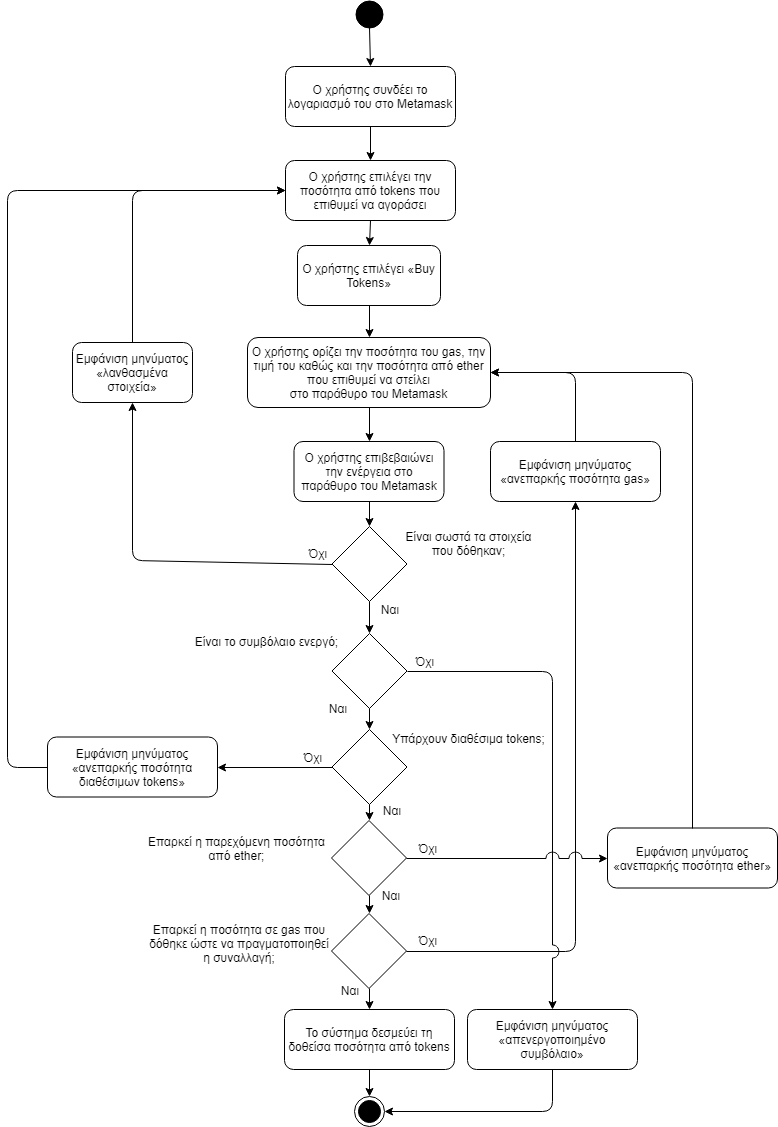 Ο χρήστης συνδέει το
λογαριασμό του στο Metamask
Ο χρήστης επιλέγει την
ποσότητα από tokens που
επιθυμεί να αγοράσει
Ο χρήστης επιλέγει «Buy
Tokens»
Ο χρήστης ορίζει την ποσότητα του gas, την
τιμή του καθώς και την ποσότητα από ether
που επιθυμεί να στείλει
στο παράθυρο του Metamask
Εμφάνιση μηνύματος
«λανθασμένα
στοιχεία»
Ο χρήστης επιβεβαιώνει
την ενέργεια στο
παράθυρο του Metamask
Εμφάνιση μηνύματος
«ανεπαρκής ποσότητα gas»
Είναι σωστά τα στοιχεία
που δόθηκαν;
Όχι
Ναι
Είναι το συμβόλαιο ενεργό;
Όχι
Ναι
Υπάρχουν διαθέσιμα tokens;
Όχι
Εμφάνιση μηνύματος
«ανεπαρκής ποσότητα
διαθέσιμων tokens»
Ναι
Επαρκεί η παρεχόμενη ποσότητα
από ether;
Όχι
Εμφάνιση μηνύματος
«ανεπαρκής ποσότητα ether»
Ναι
Επαρκεί η ποσότητα σε gas που
δόθηκε ώστε να πραγματοποιηθεί
η συναλλαγή;
Όχι
Ναι
Το σύστημα δεσμεύει τη
δοθείσα ποσότητα από tokens
Εμφάνιση μηνύματος
«απενεργοποιημένο
συμβόλαιο»